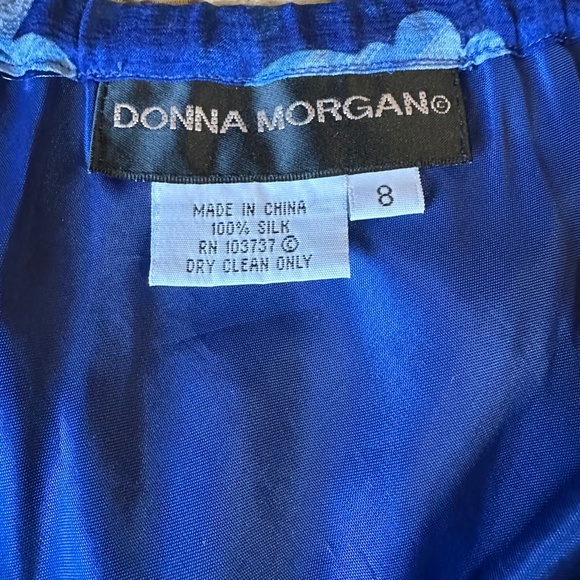 DONNA MORGAN©
8
MADE IN CHINA
100% SILK
RN 103737 ©
DRY CLEAN ONLY